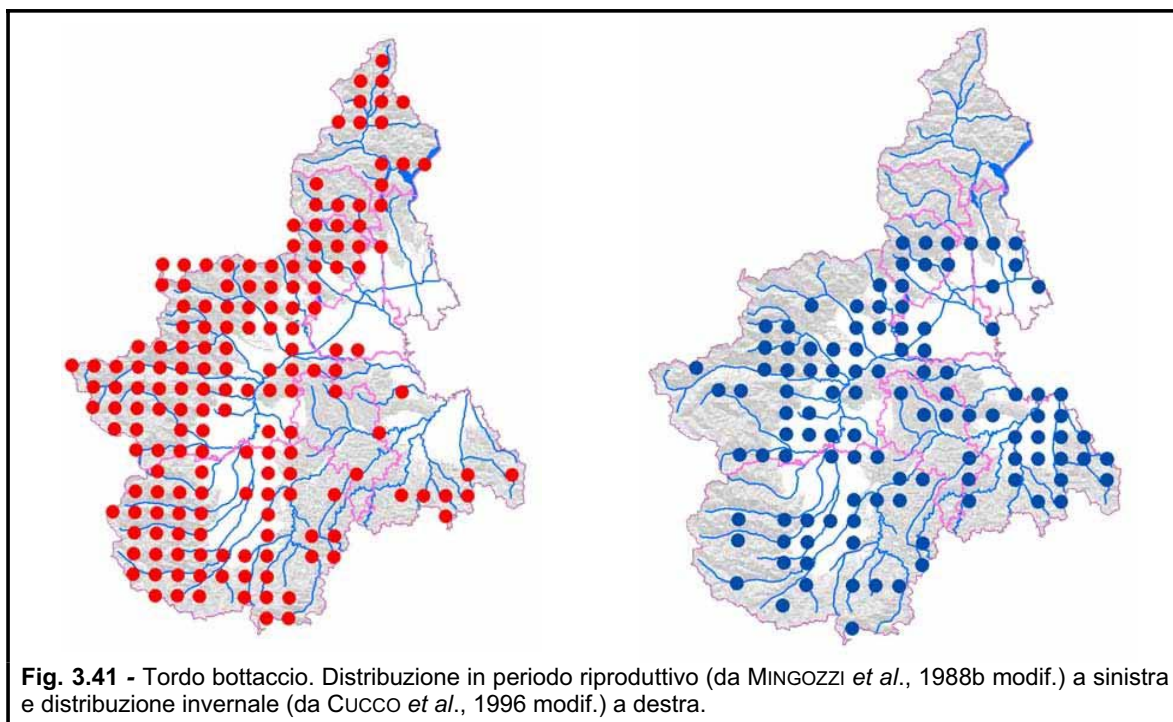 Fig. 3.41 - Tordo bottaccio. Distribuzione in periodo riproduttivo (da MINGOZZI et al., 1988b modif.) a sinistra
e distribuzione invernale (da CUCCO et al., 1996 modif.) a destra.